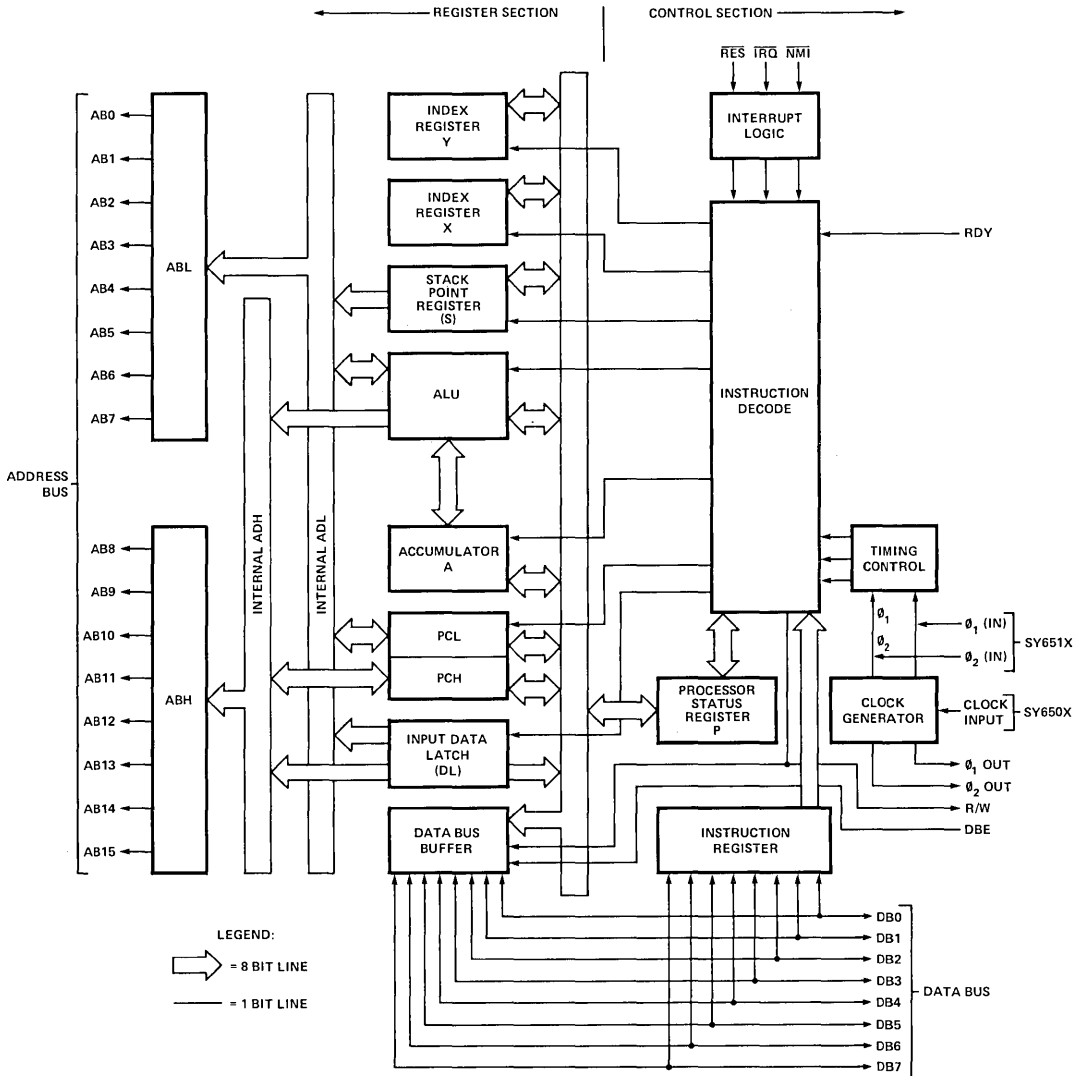 REGISTER SECTION
CONTROL SECTION
RES IRQ NMI
INTERRUPT
LOGIC
INDEX
REGISTER
Y
INDEX
REGISTER
X
STACK
POINT
REGISTER
(S)
ALU
ACCUMULATOR
A
PCL
PCH
INPUT DATA
LATCH
(DL)
DATA BUS
BUFFER
AB0
AB1
AB2
AB3
AB4
AB5
AB6
AB7
ABL
ADDRESS
BUS
AB8
AB9
AB10
AB11
AB12
AB13
AB14
AB15
ABH
INTERNAL ADH
INTERNAL ADL
INSTRUCTION
DECODE
RDY
TIMING
CONTROL
Ø1
Ø2
Ø1 (IN)
Ø2 (IN)
SY651X
CLOCK
GENERATOR
CLOCK
INPUT
SY650X
Ø1 OUT
Ø2 OUT
R/W
DBE
PROCESSOR
STATUS
REGISTER
P
INSTRUCTION
REGISTER
DB0
DB1
DB2
DB3
DB4
DB5
DB6
DB7
DATA BUS
LEGEND:
= 8 BIT LINE
= 1 BIT LINE